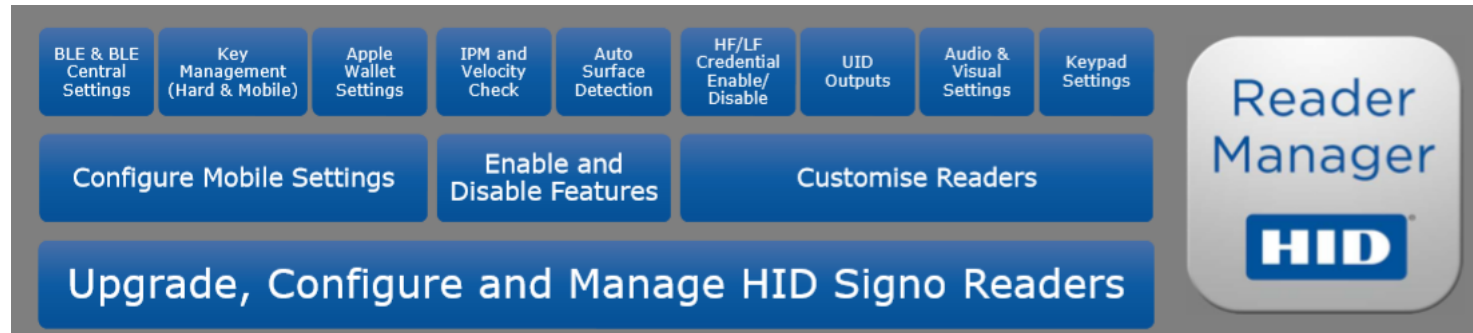 BLE & BLE
Central
Settings
Key
Management
(Hard & Mobile)
Apple
Wallet
Settings
IPM and
Velocity
Check
Auto
Surface
Detection
HF/LF
Credential
Enable/
Disable
UID
Outputs
Audio &
Visual
Settings
Keypad
Settings
Configure Mobile Settings
Enable and
Disable Features
Customise Readers
Upgrade, Configure and Manage HID Signo Readers
Reader
Manager
HID